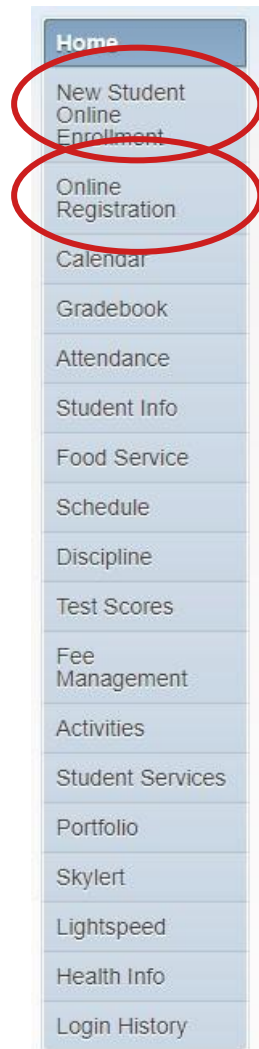 Home
New Student
Online
Enrollment
Online
Registration
Calendar
Gradebook
Attendance
Student Info
Food Service
Schedule
Discipline
Test Scores
Fee
Management
Activities
Student Services
Portfolio
Skylert
Lightspeed
Health Info
Login History